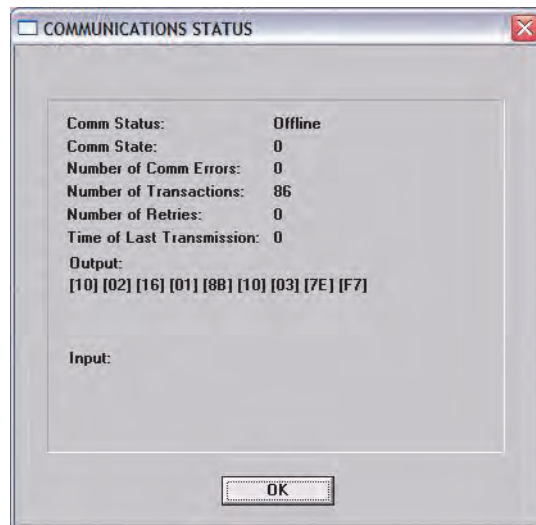 COMMUNICATIONS STATUS
Comm Status: Offline
Comm State: 0
Number of Comm Errors: 0
Number of Transactions: 86
Number of Retries: 0
Time of Last Transmission: 0
Output:
[10] [02] [16] [01] [8B] [10] [03] [7E] [F7]
Input:
OK